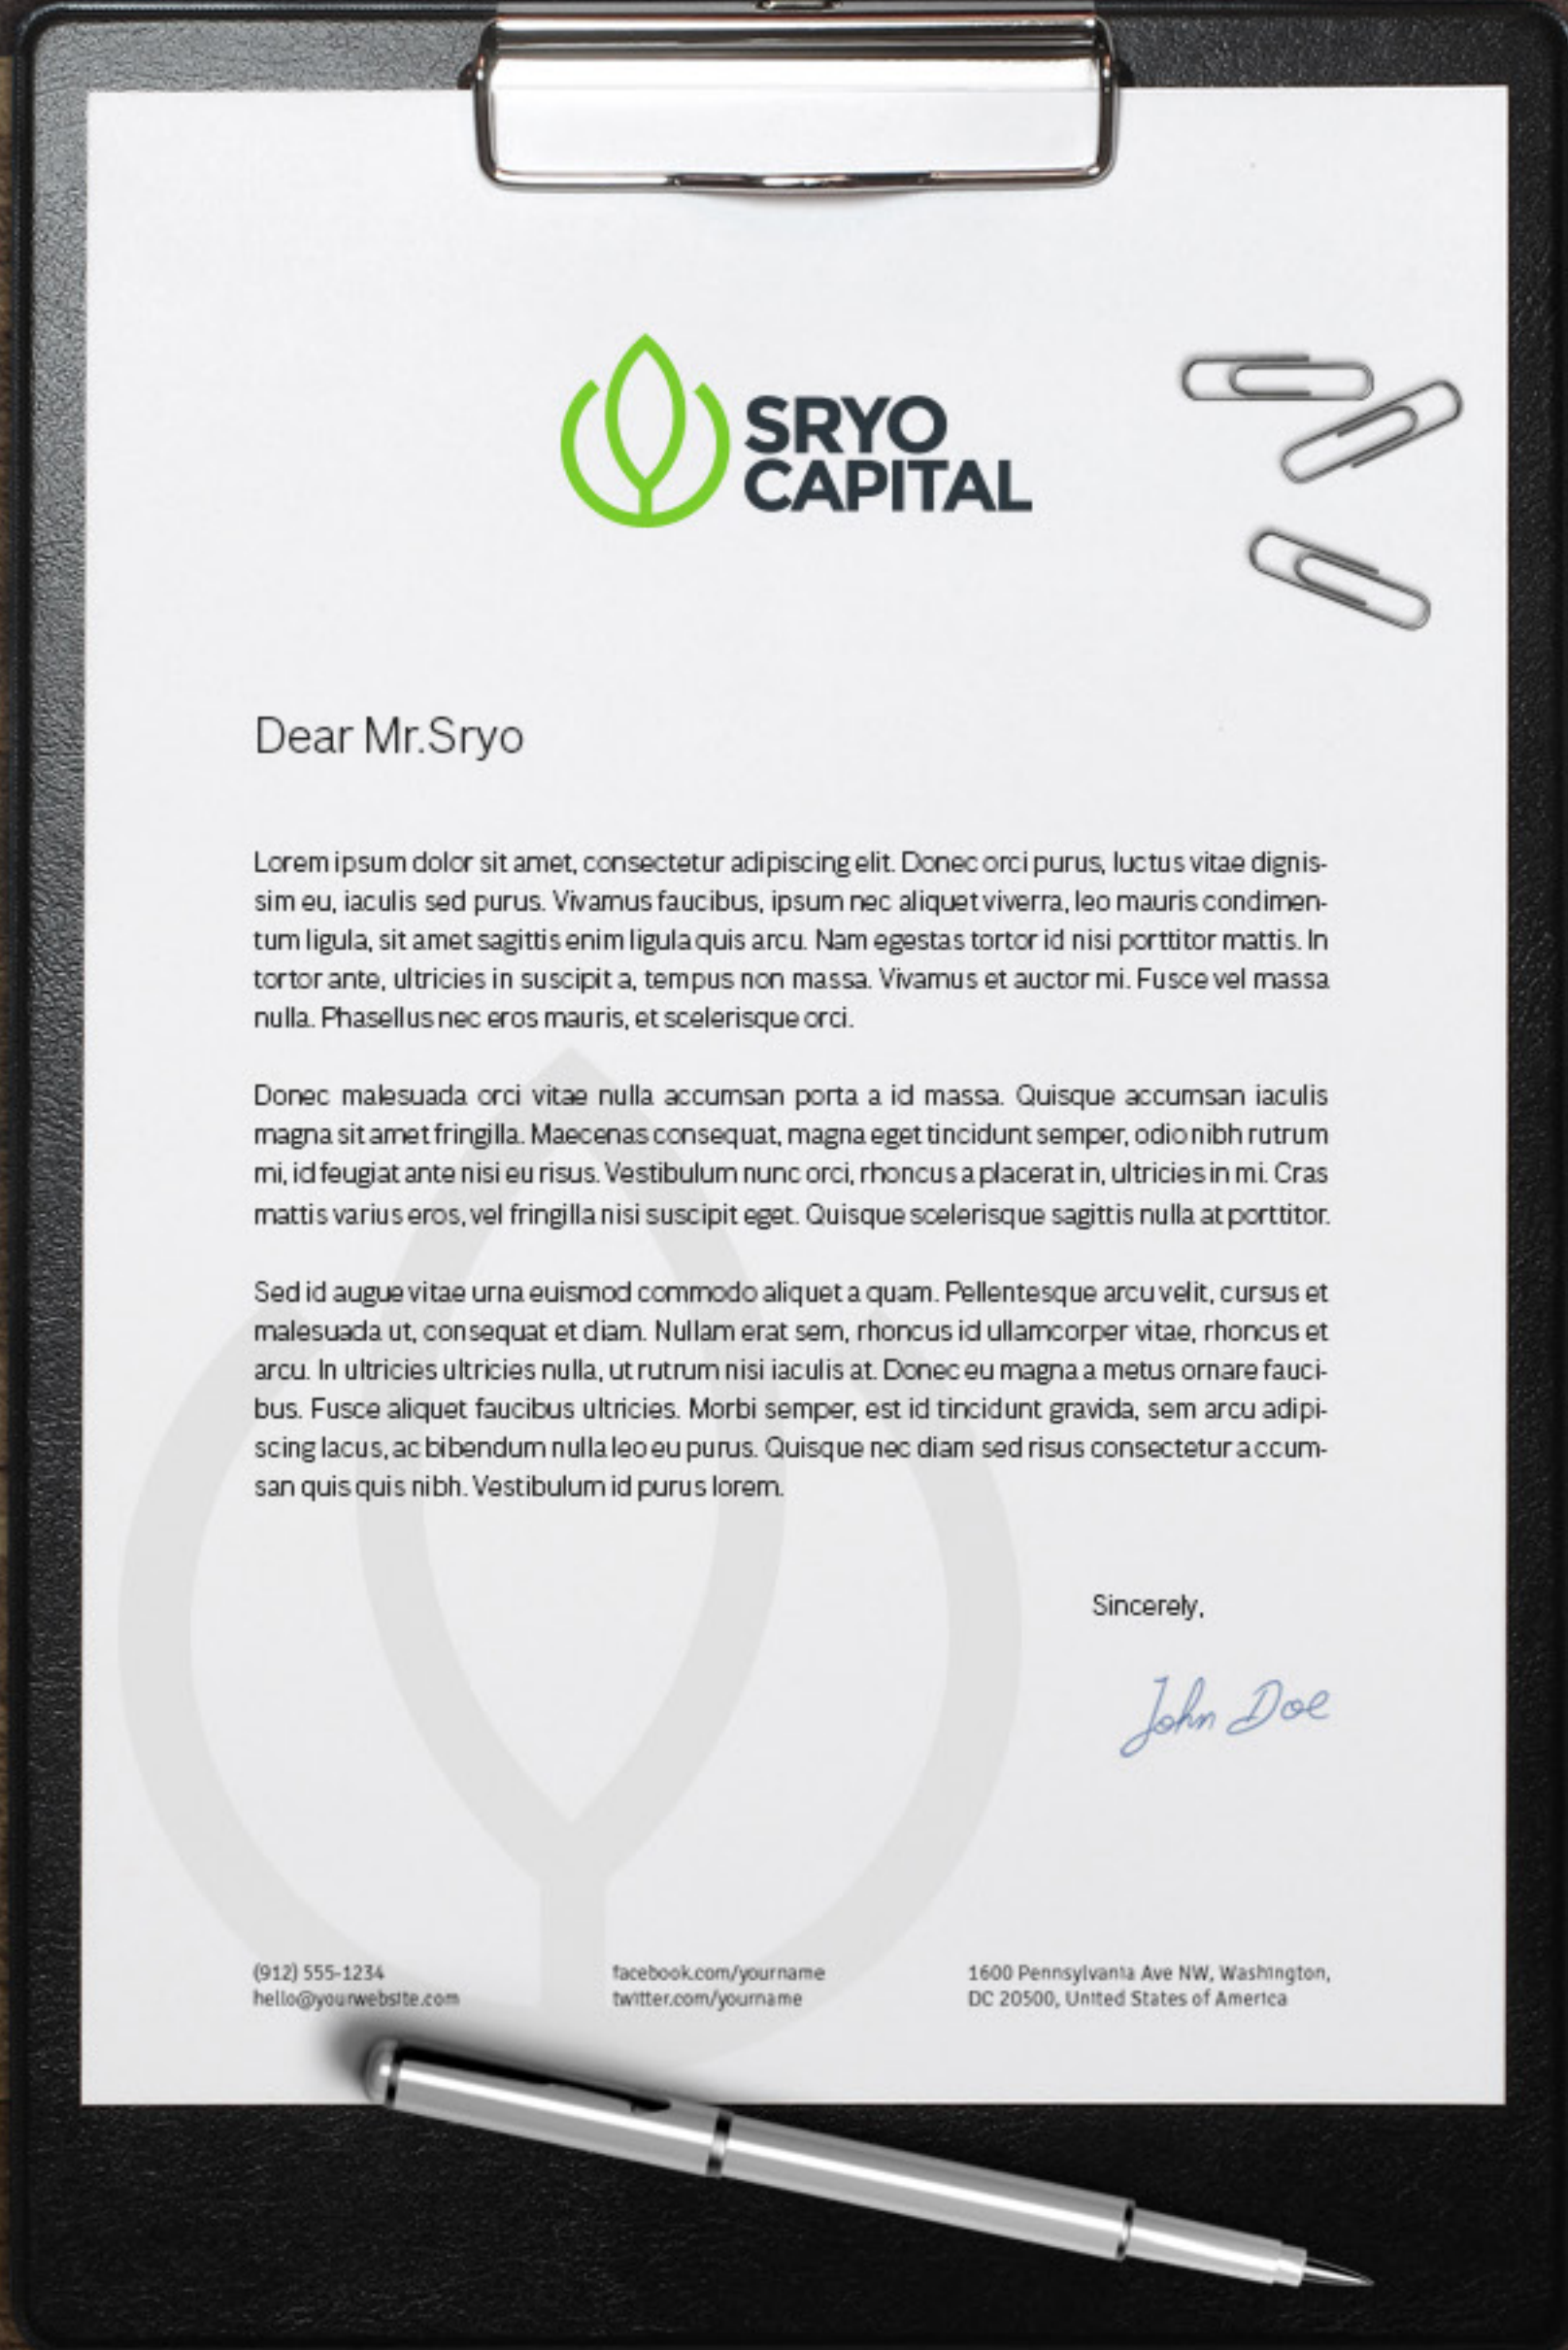 SRYO
CAPITAL
Dear Mr.Sryo
Lorem ipsum dolor sit amet, consectetur adipiscing elit. Donec orci purus, luctus vitae dignis-
sim eu, iaculis sed purus. Vivamus faucibus, ipsum nec aliquet viverra, leo mauris condimen-
tum ligula, sit amet sagittis enim ligula quis arcu. Nam egestas tortor id nisi porttitor mattis. In
tortor ante, ultricies in suscipit a, tempus non massa. Vivamus et auctor mi. Fusce vel massa
nulla. Phasellus nec eros mauris, et scelerisque orci.
Donec malesuada orci vitae nulla accumsan porta a id massa. Quisque accumsan iaculis
magna sit amet fringilla. Maecenas consequat, magna eget tincidunt semper, odio nibh rutrum
mi, id feugiat ante nisi eu risus. Vestibulum nunc orci, rhoncus a placerat in, ultricies in mi. Cras
mattis varius eros, vel fringilla nisi suscipit eget. Quisque scelerisque sagittis nulla at porttitor.
Sed id augue vitae urna euismod commodo aliquet a quam. Pellentesque arcu velit, cursus et
malesuada ut, consequat et diam. Nullam erat sem, rhoncus id ullamcorper vitae, rhoncus et
arcu. In ultricies ultricies nulla, ut rutrum nisi iaculis at. Donec eu magna a metus ornare fauci-
bus. Fusce aliquet faucibus ultricies. Morbi semper, est id tincidunt gravida, sem arcu adipi-
scing lacus, ac bibendum nulla leo eu purus. Quisque nec diam sed risus consectetur accum-
san quis quis nibh. Vestibulum id purus lorem.
Sincerely,
John Doe
(912) 555-1234
hello@yourwebsite.com
facebook.com/yourname
twitter.com/yourname
1600 Pennsylvania Ave NW, Washington,
DC 20500, United States of America